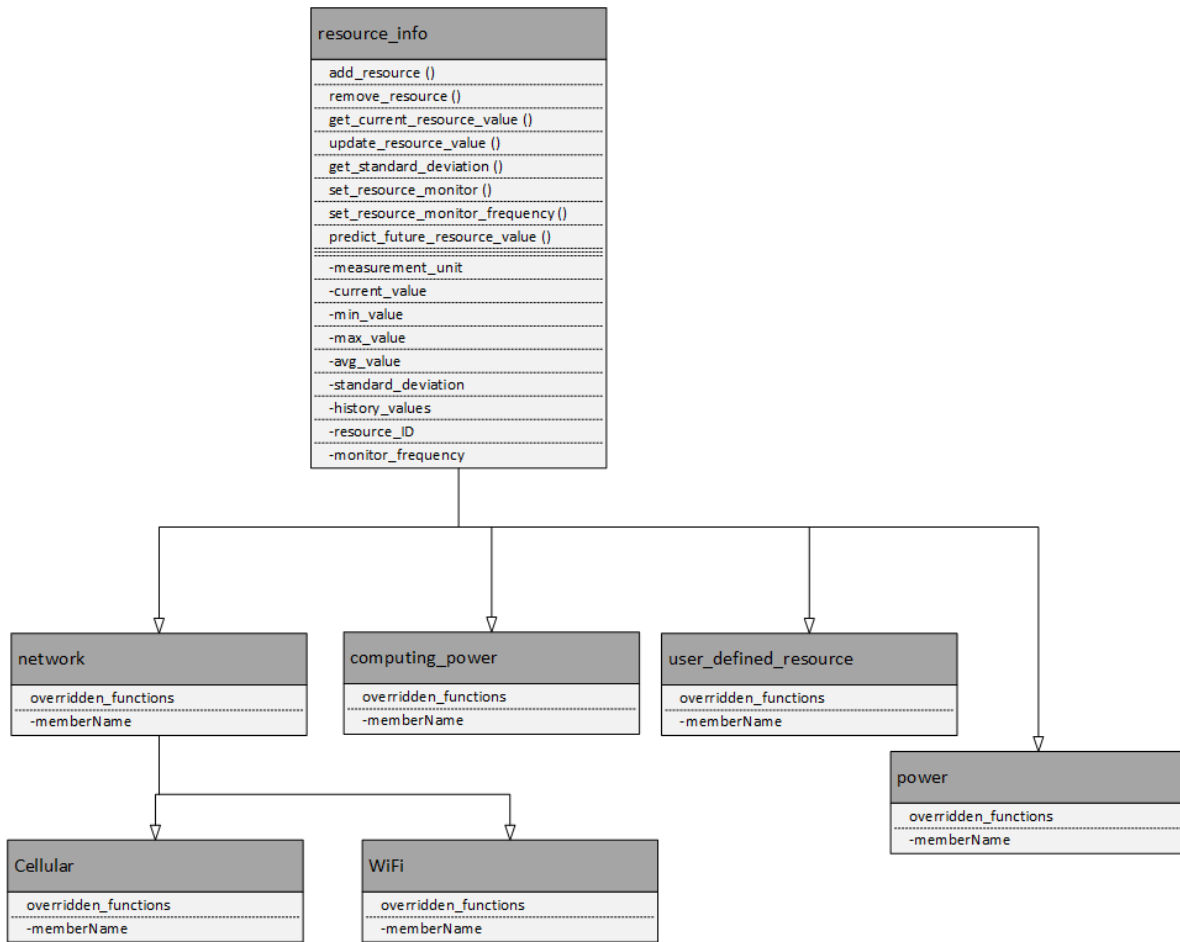 resource_info
add_resource ()
remove_resource ()
get_current_resource_value ()
update_resource_value ()
get_standard_deviation ()
set_resource_monitor ()
set_resource_monitor_frequency ()
predict_future_resource_value ()
-measurement_unit
-current_value
-min_value
-max_value
-avg_value
-standard_deviation
-history_values
-resource_ID
-monitor_frequency
network
overridden_functions
-memberName
computing_power
overridden_functions
-memberName
user_defined_resource
overridden_functions
-memberName
power
overridden_functions
-memberName
Cellular
overridden_functions
-memberName
WiFi
overridden_functions
-memberName